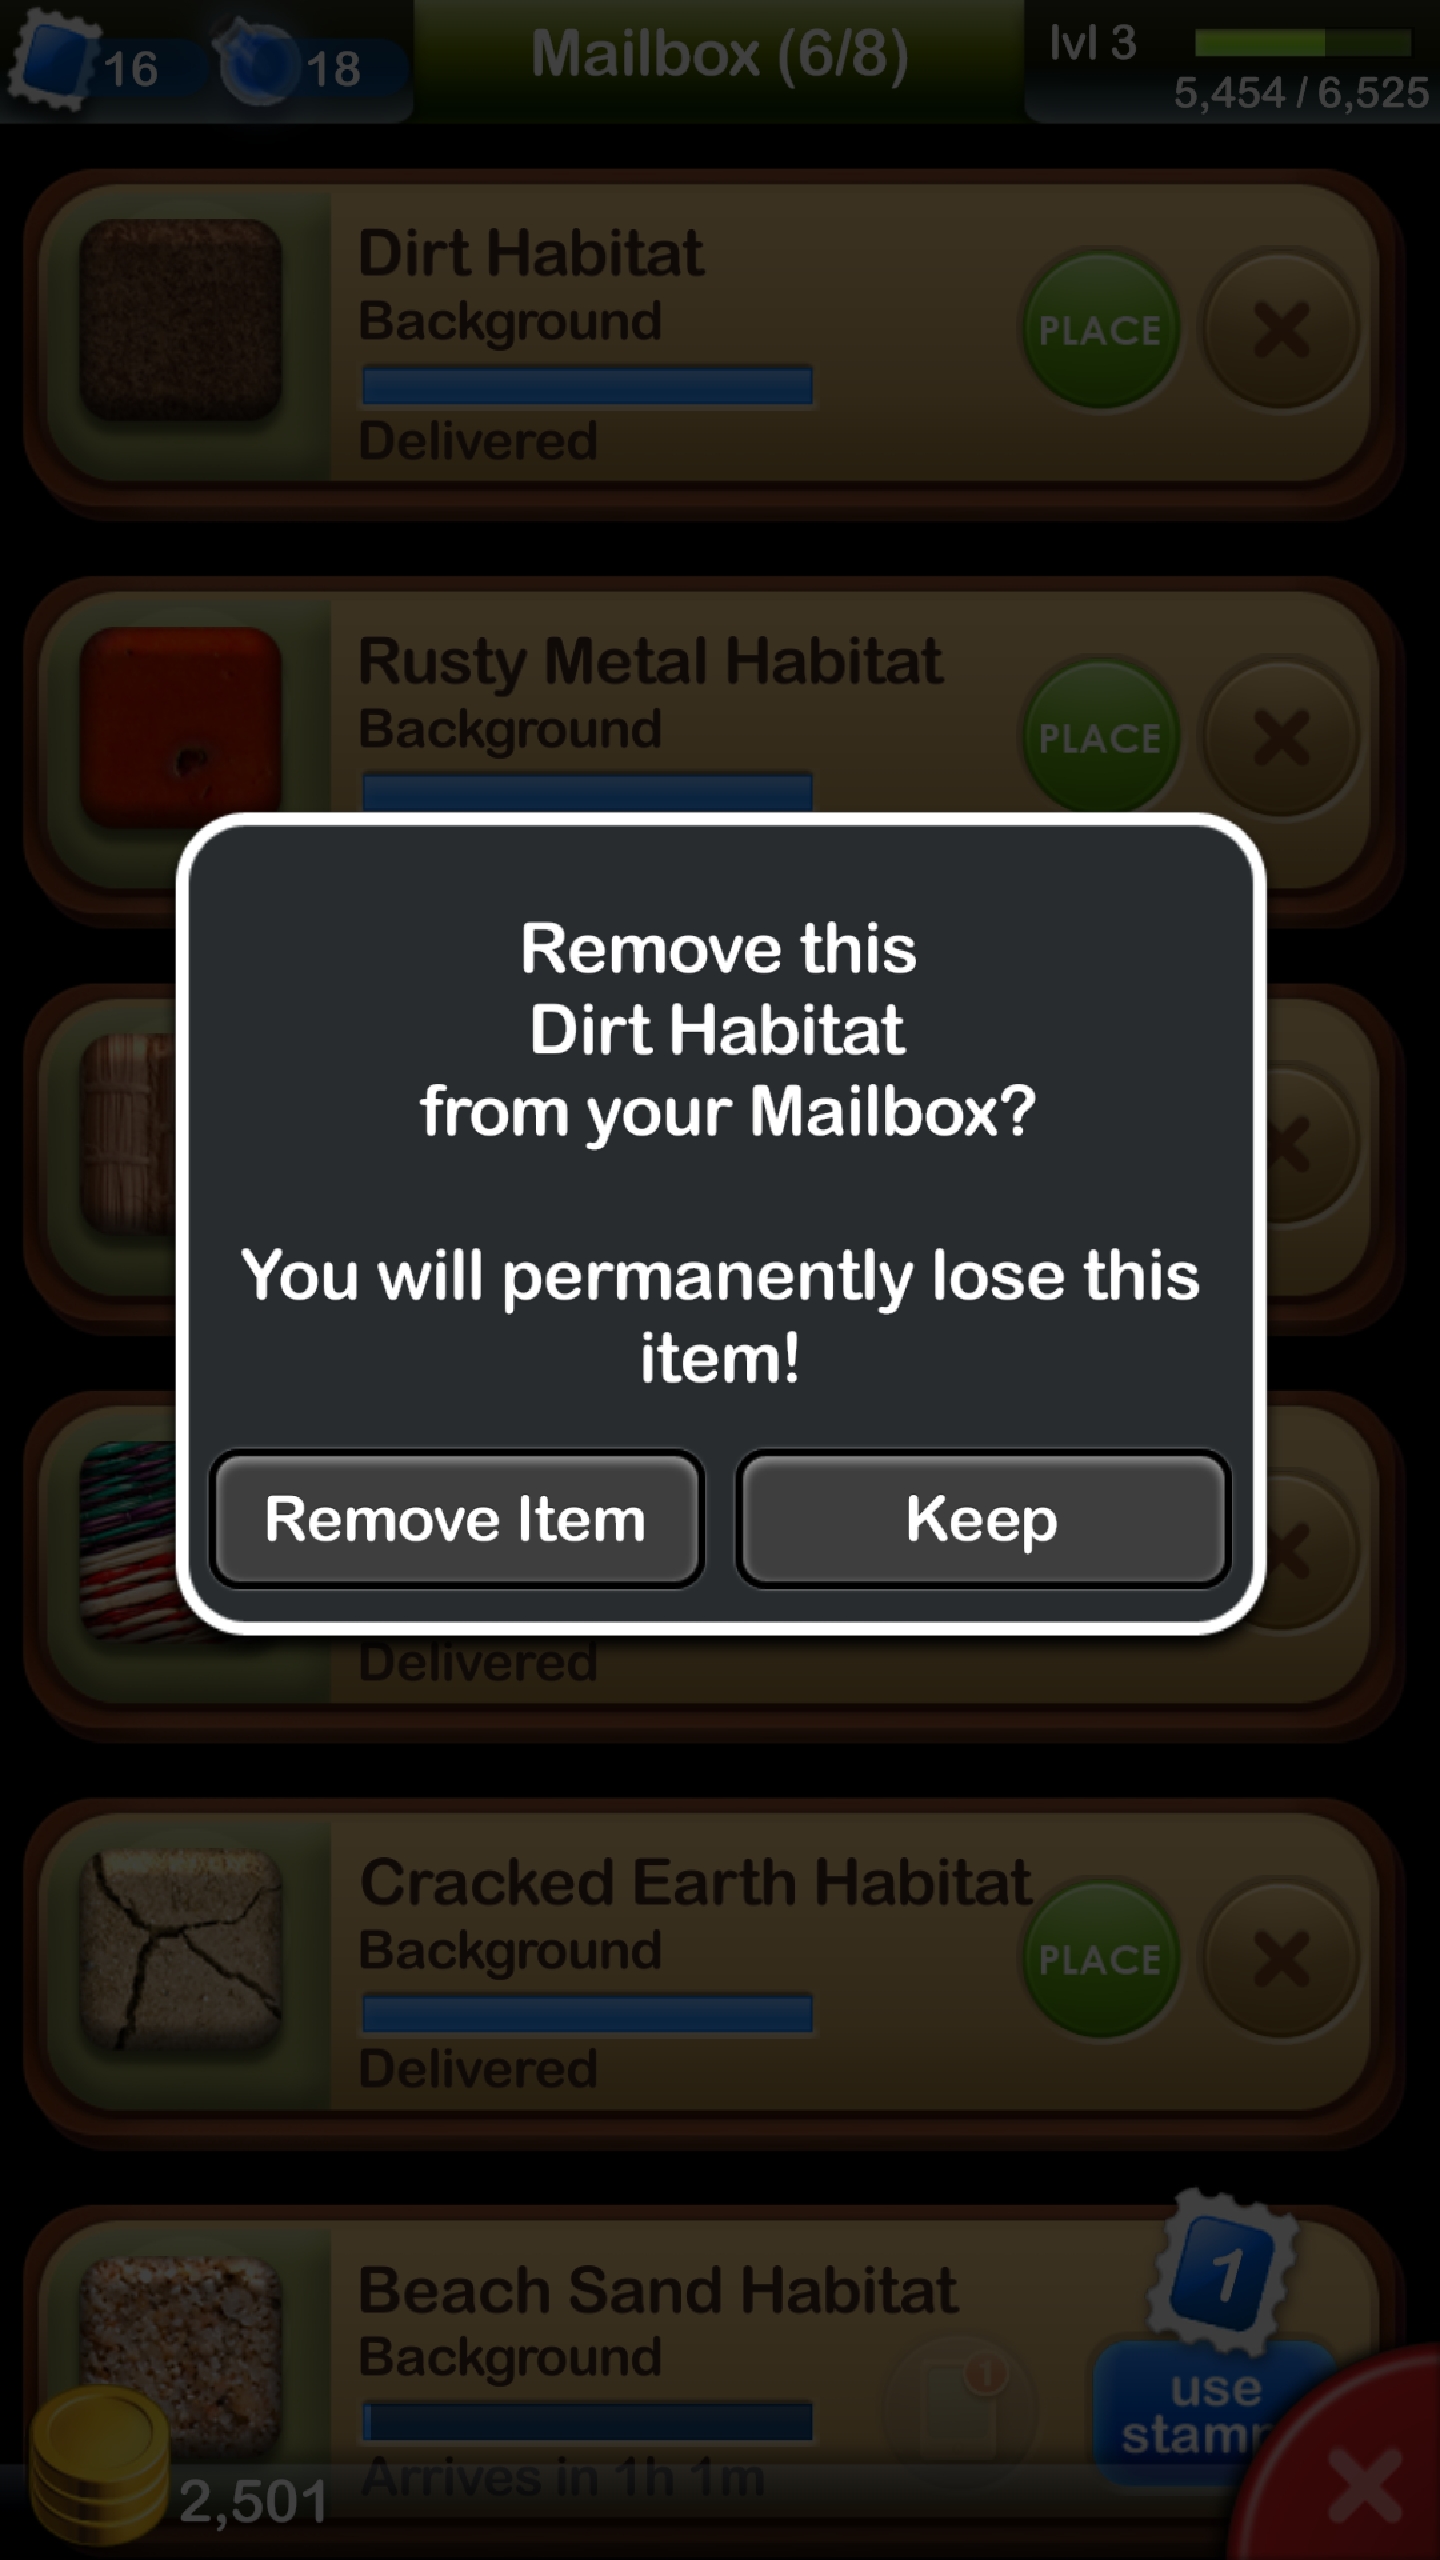 16
18
Mailbox (6/8)
lvl 3
5,454 / 6,525
Dirt Habitat
Background
PLACE
Delivered
Rusty Metal Habitat
Background
PLACE
Remove this
Dirt Habitat
from your Mailbox?
You will permanently lose this
item!
Remove Item
Keep
Delivered
Cracked Earth Habitat
Background
PLACE
Delivered
1
Beach Sand Habitat
Background
1
use
stamp
Arrives in 1h 1m
2,501